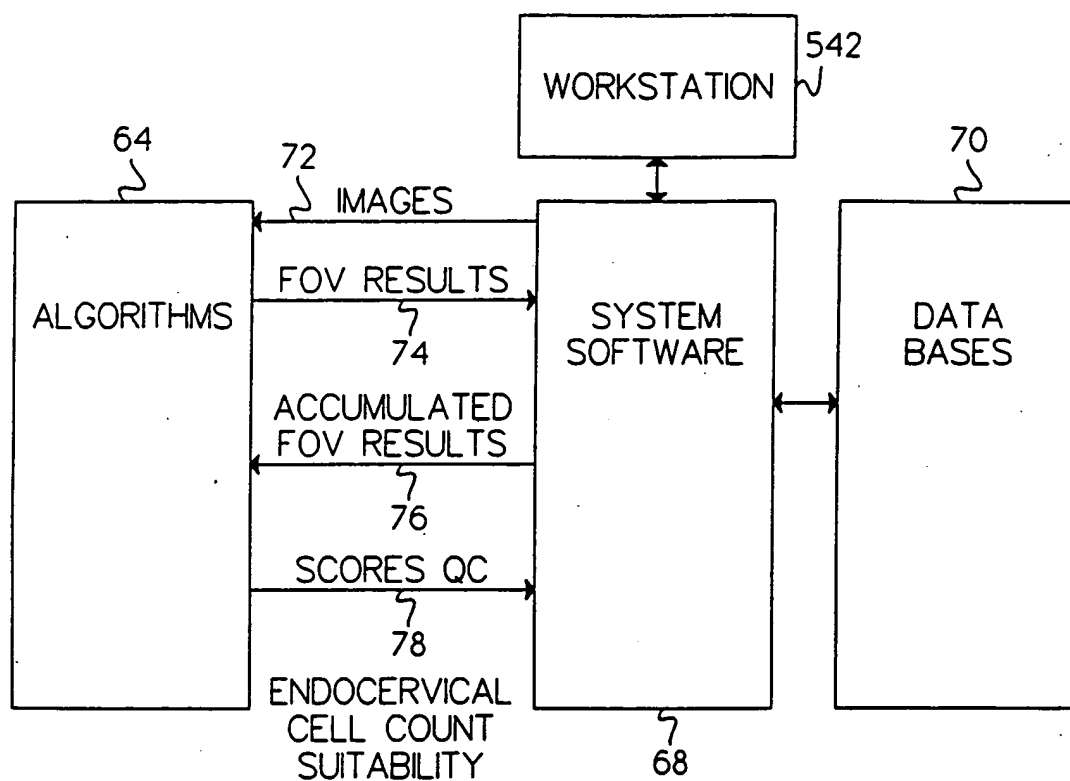 542
WORKSTATION
64
72
70
IMAGES
FOV RESULTS
74
ALGORITHMS
SYSTEM
SOFTWARE
DATA
BASES
ACCUMULATED
FOV RESULTS
76
SCORES QC
78
ENDOCERVICAL
CELL COUNT
SUITABILITY
68